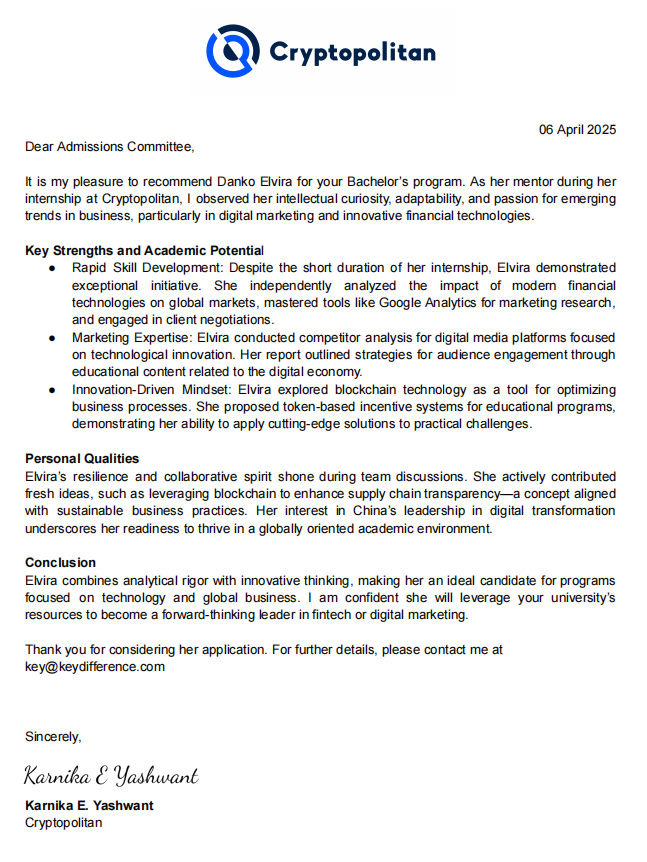 Cryptopolitan
06 April 2025
Dear Admissions Committee,
It is my pleasure to recommend Danko Elvira for your Bachelor’s program. As her mentor during her
internship at Cryptopolitan, I observed her intellectual curiosity, adaptability, and passion for emerging
trends in business, particularly in digital marketing and innovative financial technologies.
Key Strengths and Academic Potential
● Rapid Skill Development: Despite the short duration of her internship, Elvira demonstrated
exceptional initiative. She independently analyzed the impact of modern financial
technologies on global markets, mastered tools like Google Analytics for marketing research,
and engaged in client negotiations.
● Marketing Expertise: Elvira conducted competitor analysis for digital media platforms focused
on technological innovation. Her report outlined strategies for audience engagement through
educational content related to the digital economy.
● Innovation-Driven Mindset: Elvira explored blockchain technology as a tool for optimizing
business processes. She proposed token-based incentive systems for educational programs,
demonstrating her ability to apply cutting-edge solutions to practical challenges.
Personal Qualities
Elvira’s resilience and collaborative spirit shone during team discussions. She actively contributed
fresh ideas, such as leveraging blockchain to enhance supply chain transparency—a concept aligned
with sustainable business practices. Her interest in China’s leadership in digital transformation
underscores her readiness to thrive in a globally oriented academic environment.
Conclusion
Elvira combines analytical rigor with innovative thinking, making her an ideal candidate for programs
focused on technology and global business. I am confident she will leverage your university’s
resources to become a forward-thinking leader in fintech or digital marketing.
Thank you for considering her application. For further details, please contact me at
key@keydifference.com
Sincerely,
Karnika E Yashwant
Karnika E. Yashwant
Cryptopolitan